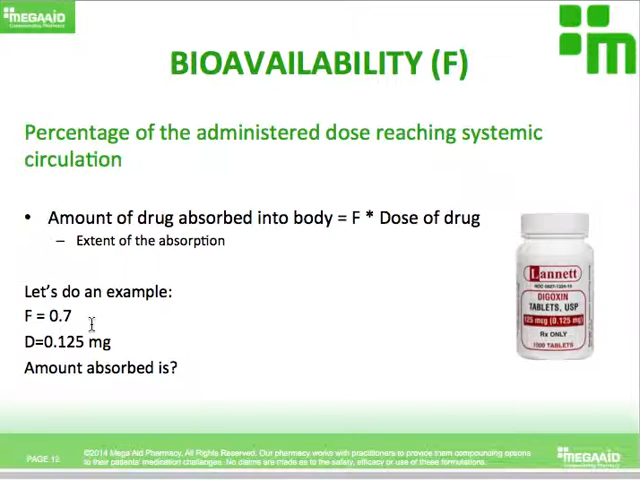 MEGAAID
Compounding Pharmacy
BIOAVAILABILITY (F)
Percentage of the administered dose reaching systemic
circulation
• Amount of drug absorbed into body = F * Dose of drug
– Extent of the absorption
Let's do an example:
F = 0.7
D=0.125 mg
Amount absorbed is?
Lannett
DIGOXIN
TABLETS, USP
125 mcg (0.125 mg)
Rx ONLY
1000 TABLETS
PAGE 12
©2014 Mega Aid Pharmacy, All Rights Reserved. Our pharmacy works with practitioners to provide them compounding options
to their patients' medication challenges. No claims are made as to the safety, efficacy or use of these formulations.
MEGAAID
Compounding Pharmacy